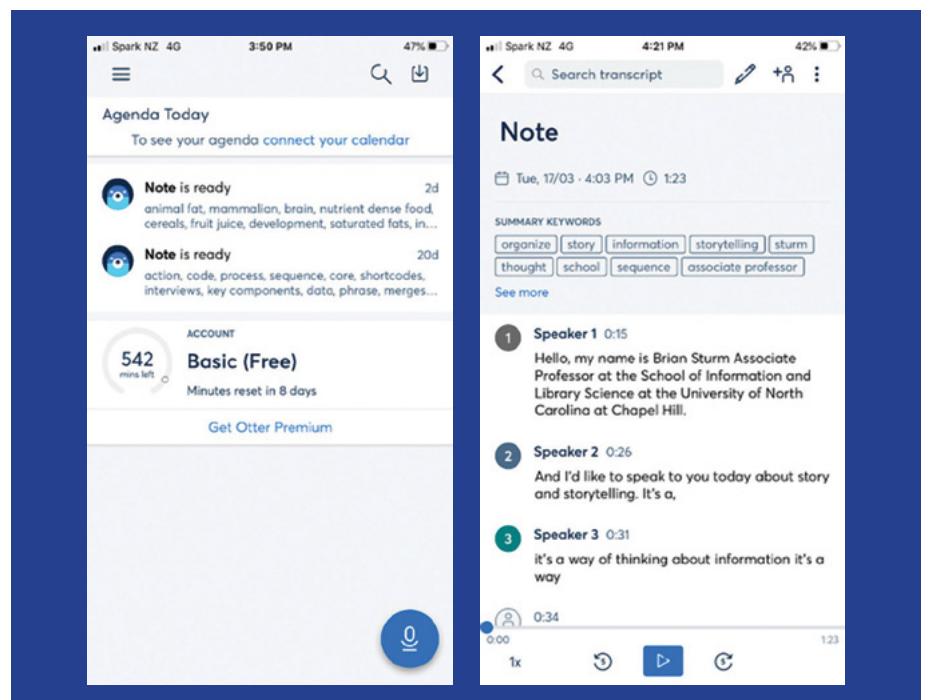 Spark NZ 4G 3:50 PM 47%
Agenda Today
To see your agenda connect your calendar
Note is ready 2d
animal fat, mammalian, brain, nutrient dense food,
cereals, fruit juice, development, saturated fats, in...
Note is ready 20d
action, code, process, sequence, core, shortcodes,
interviews, key components, data, phrase, merges...
ACCOUNT
542
mins left
Basic (Free)
Minutes reset in 8 days
Get Otter Premium
Spark NZ 4G 4:21 PM 42%
Search transcript
Note
Tue, 17/03 · 4:03 PM 1:23
SUMMARY KEYWORDS
organize story information storytelling sturm
thought school sequence associate professor
See more
1 Speaker 1 0:15
Hello, my name is Brian Sturm Associate
Professor at the School of Information and
Library Science at the University of North
Carolina at Chapel Hill.
2 Speaker 2 0:26
And I'd like to speak to you today about story
and storytelling. It's a,
3 Speaker 3 0:31
it's a way of thinking about information it's a
way
0:34
0:00 1:23
1x 5 5